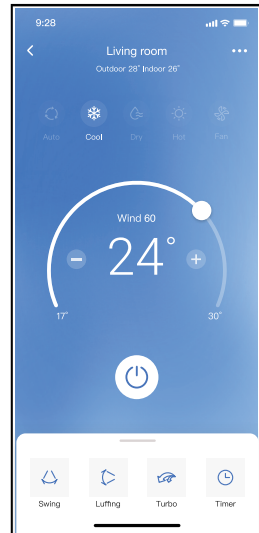 9:28
Living room
Outdoor 28° Indoor 26°
Auto Cool Dry Hot Fan
Wind 60
24°
17° 30°
Swing Luffing Turbo Timer